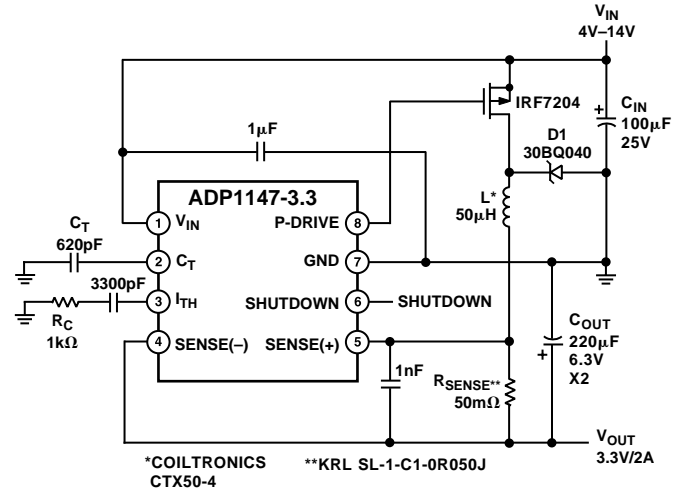 VIN
4V–14V
IRF7204
CIN
100μF
25V
+
1μF
D1
30BQ040
ADP1147-3.3
L*
50μH
CT
620pF
1 VIN
P-DRIVE 8
2 CT
GND 7
3300pF
3 ITH
SHUTDOWN 6
SHUTDOWN
RC
1kΩ
4 SENSE(–)
SENSE(+) 5
COUT
220μF
6.3V
X2
+
1nF
RSENSE**
50mΩ
VOUT
3.3V/2A
*COILTRONICS
CTX50-4
**KRL SL-1-C1-0R050J